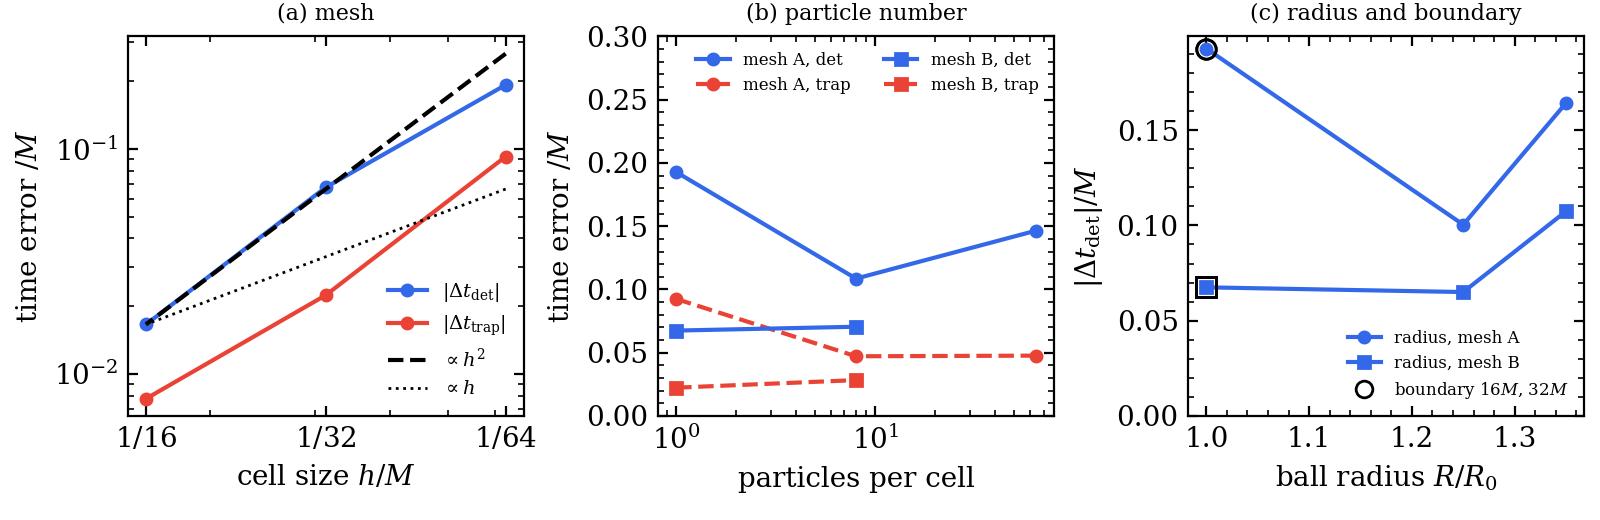 (a) mesh
time error /M
10⁻¹
10⁻²
|Δt_det|
|Δt_trap|
∝ h²
∝ h
1/16 1/32 1/64
cell size h/M
(b) particle number
time error /M
0.30
0.25
0.20
0.15
0.10
0.05
0.00
mesh A, det mesh B, det
mesh A, trap mesh B, trap
10⁰ 10¹
particles per cell
(c) radius and boundary
|Δt_det|/M
0.15
0.10
0.05
0.00
radius, mesh A
radius, mesh B
boundary 16M, 32M
1.0 1.1 1.2 1.3
ball radius R/R₀